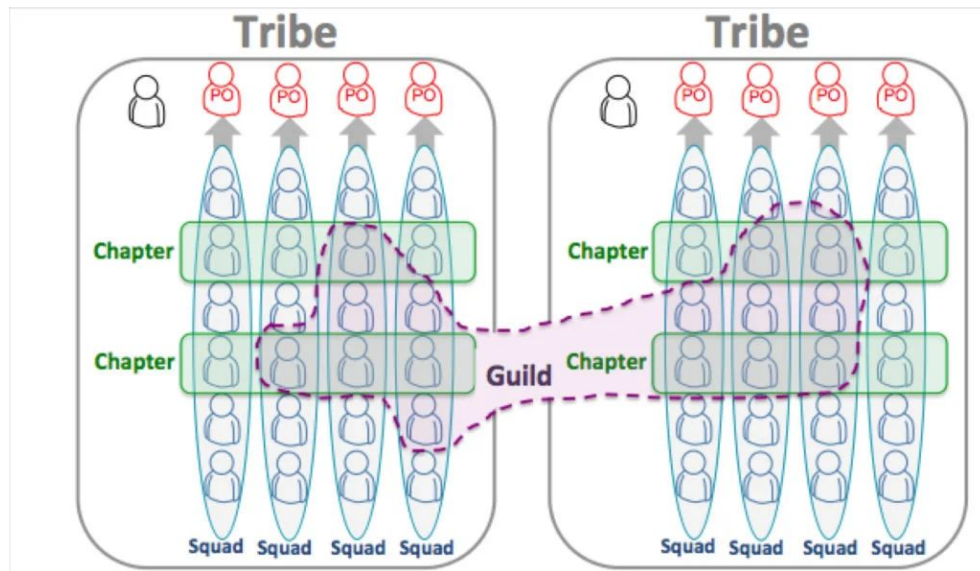 Tribe Tribe
PO PO PO PO PO PO PO PO
Chapter Chapter
Chapter Guild Chapter
Squad Squad Squad Squad Squad Squad Squad Squad